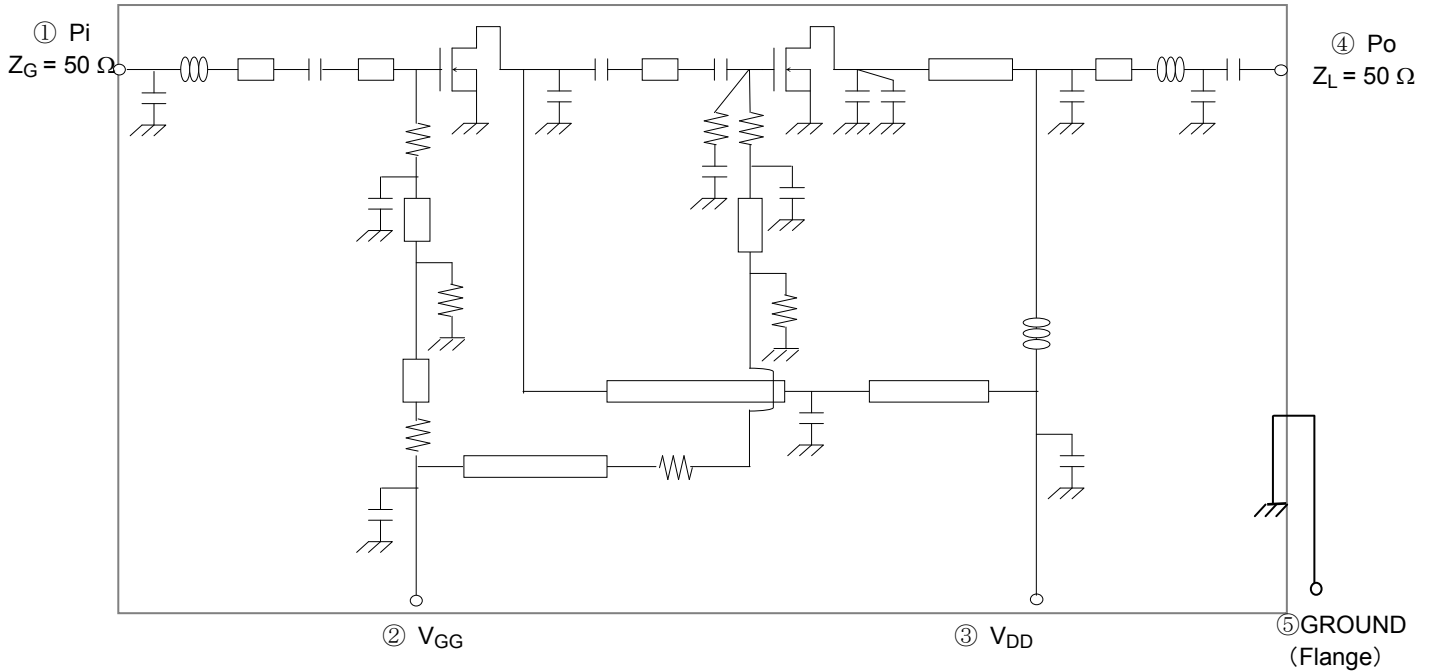 ① Pi
Z_G = 50 Ω
④ Po
Z_L = 50 Ω
② V_GG
③ V_DD
⑤GROUND
(Flange）